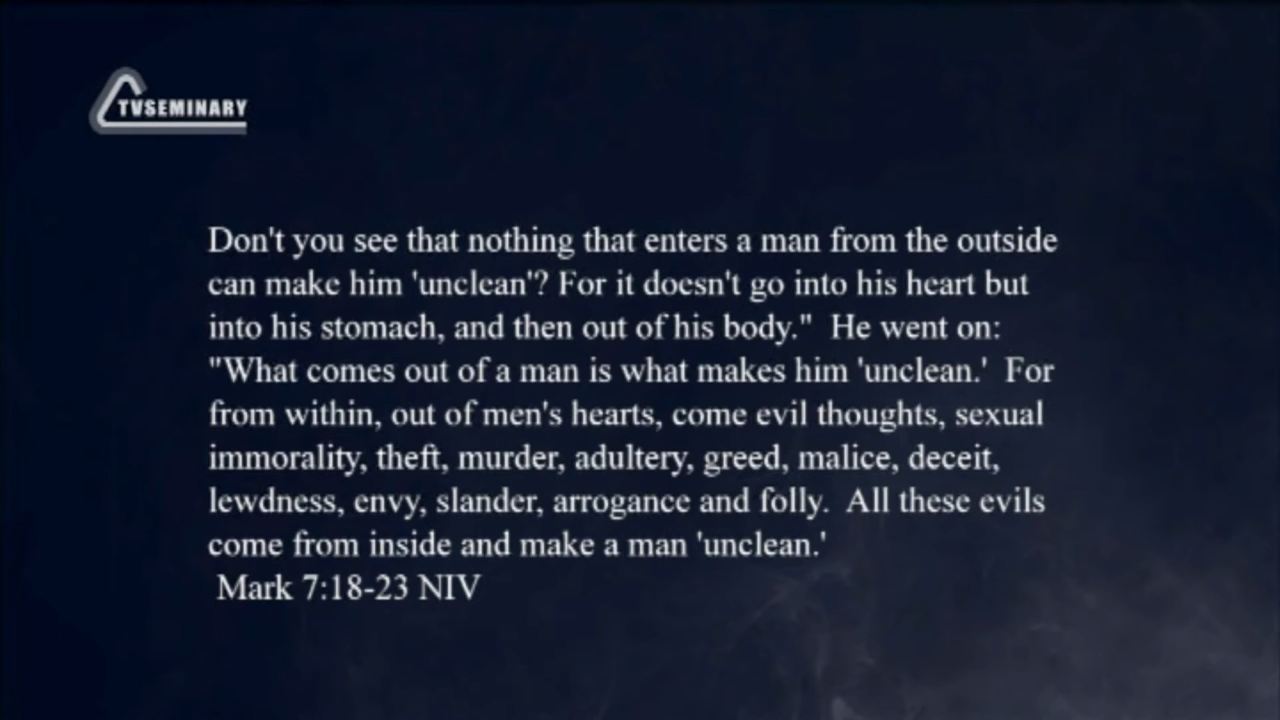 TVSEMINARY
Don't you see that nothing that enters a man from the outside
can make him 'unclean'? For it doesn't go into his heart but
into his stomach, and then out of his body."  He went on:
"What comes out of a man is what makes him 'unclean.'  For
from within, out of men's hearts, come evil thoughts, sexual
immorality, theft, murder, adultery, greed, malice, deceit,
lewdness, envy, slander, arrogance and folly.  All these evils
come from inside and make a man 'unclean.'
Mark 7:18-23 NIV